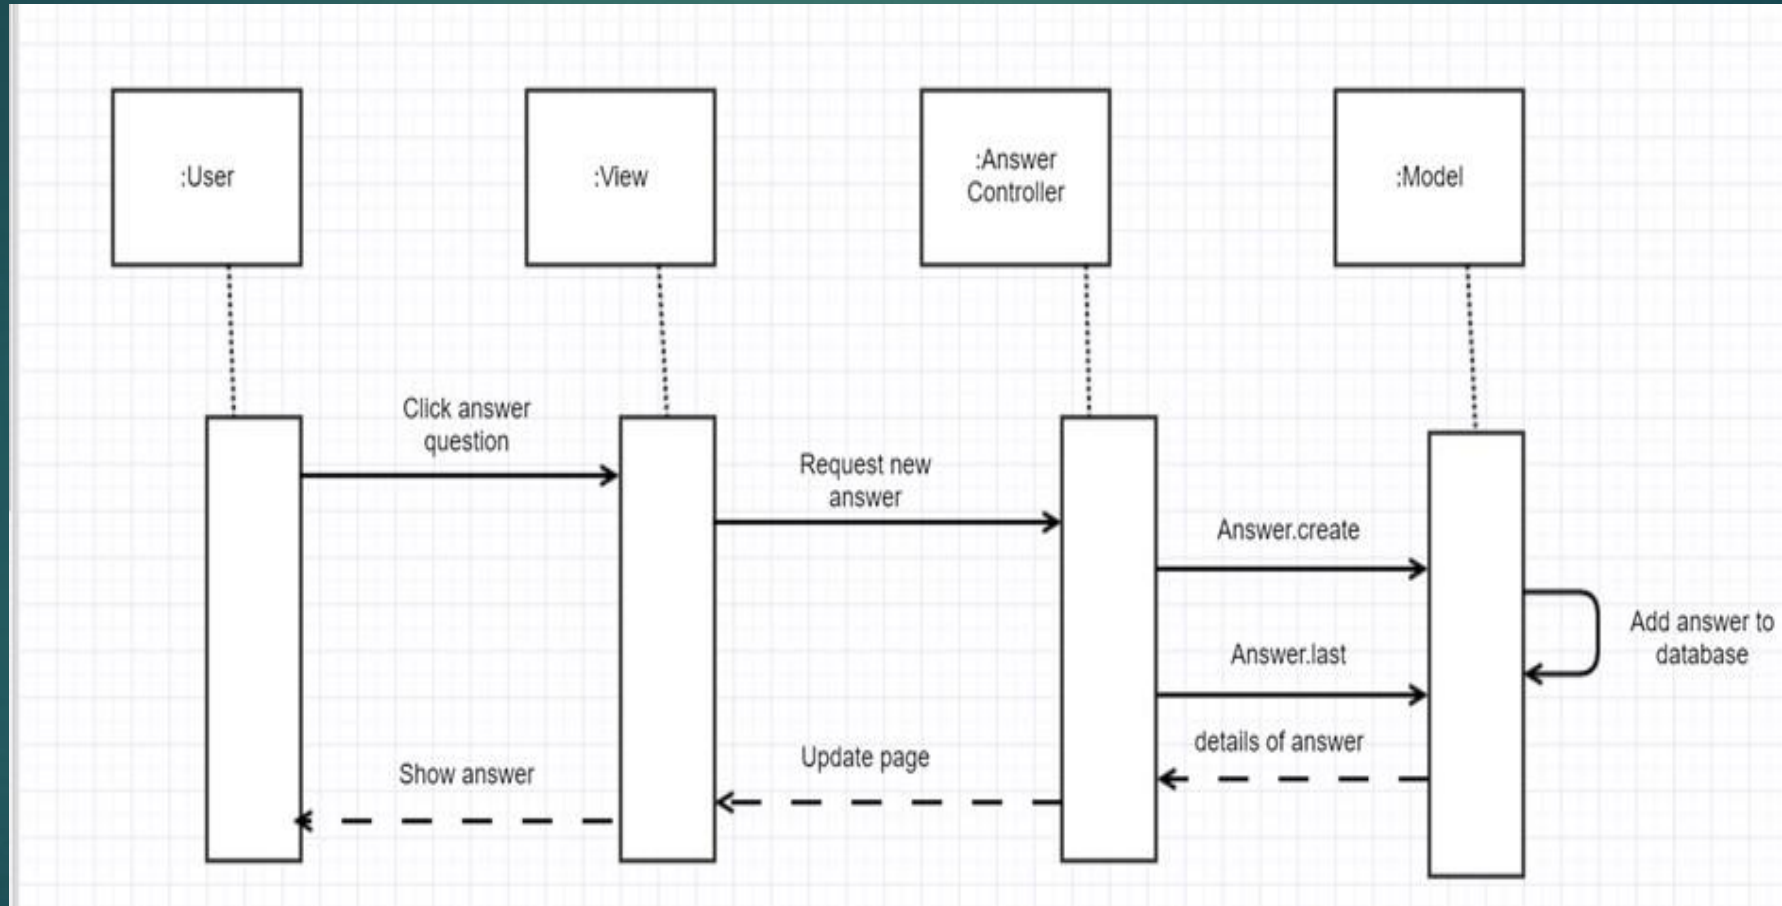 :User
:View
:Answer
Controller
:Model
Click answer
question
Request new
answer
Answer.create
Add answer to
database
Answer.last
details of answer
Update page
Show answer